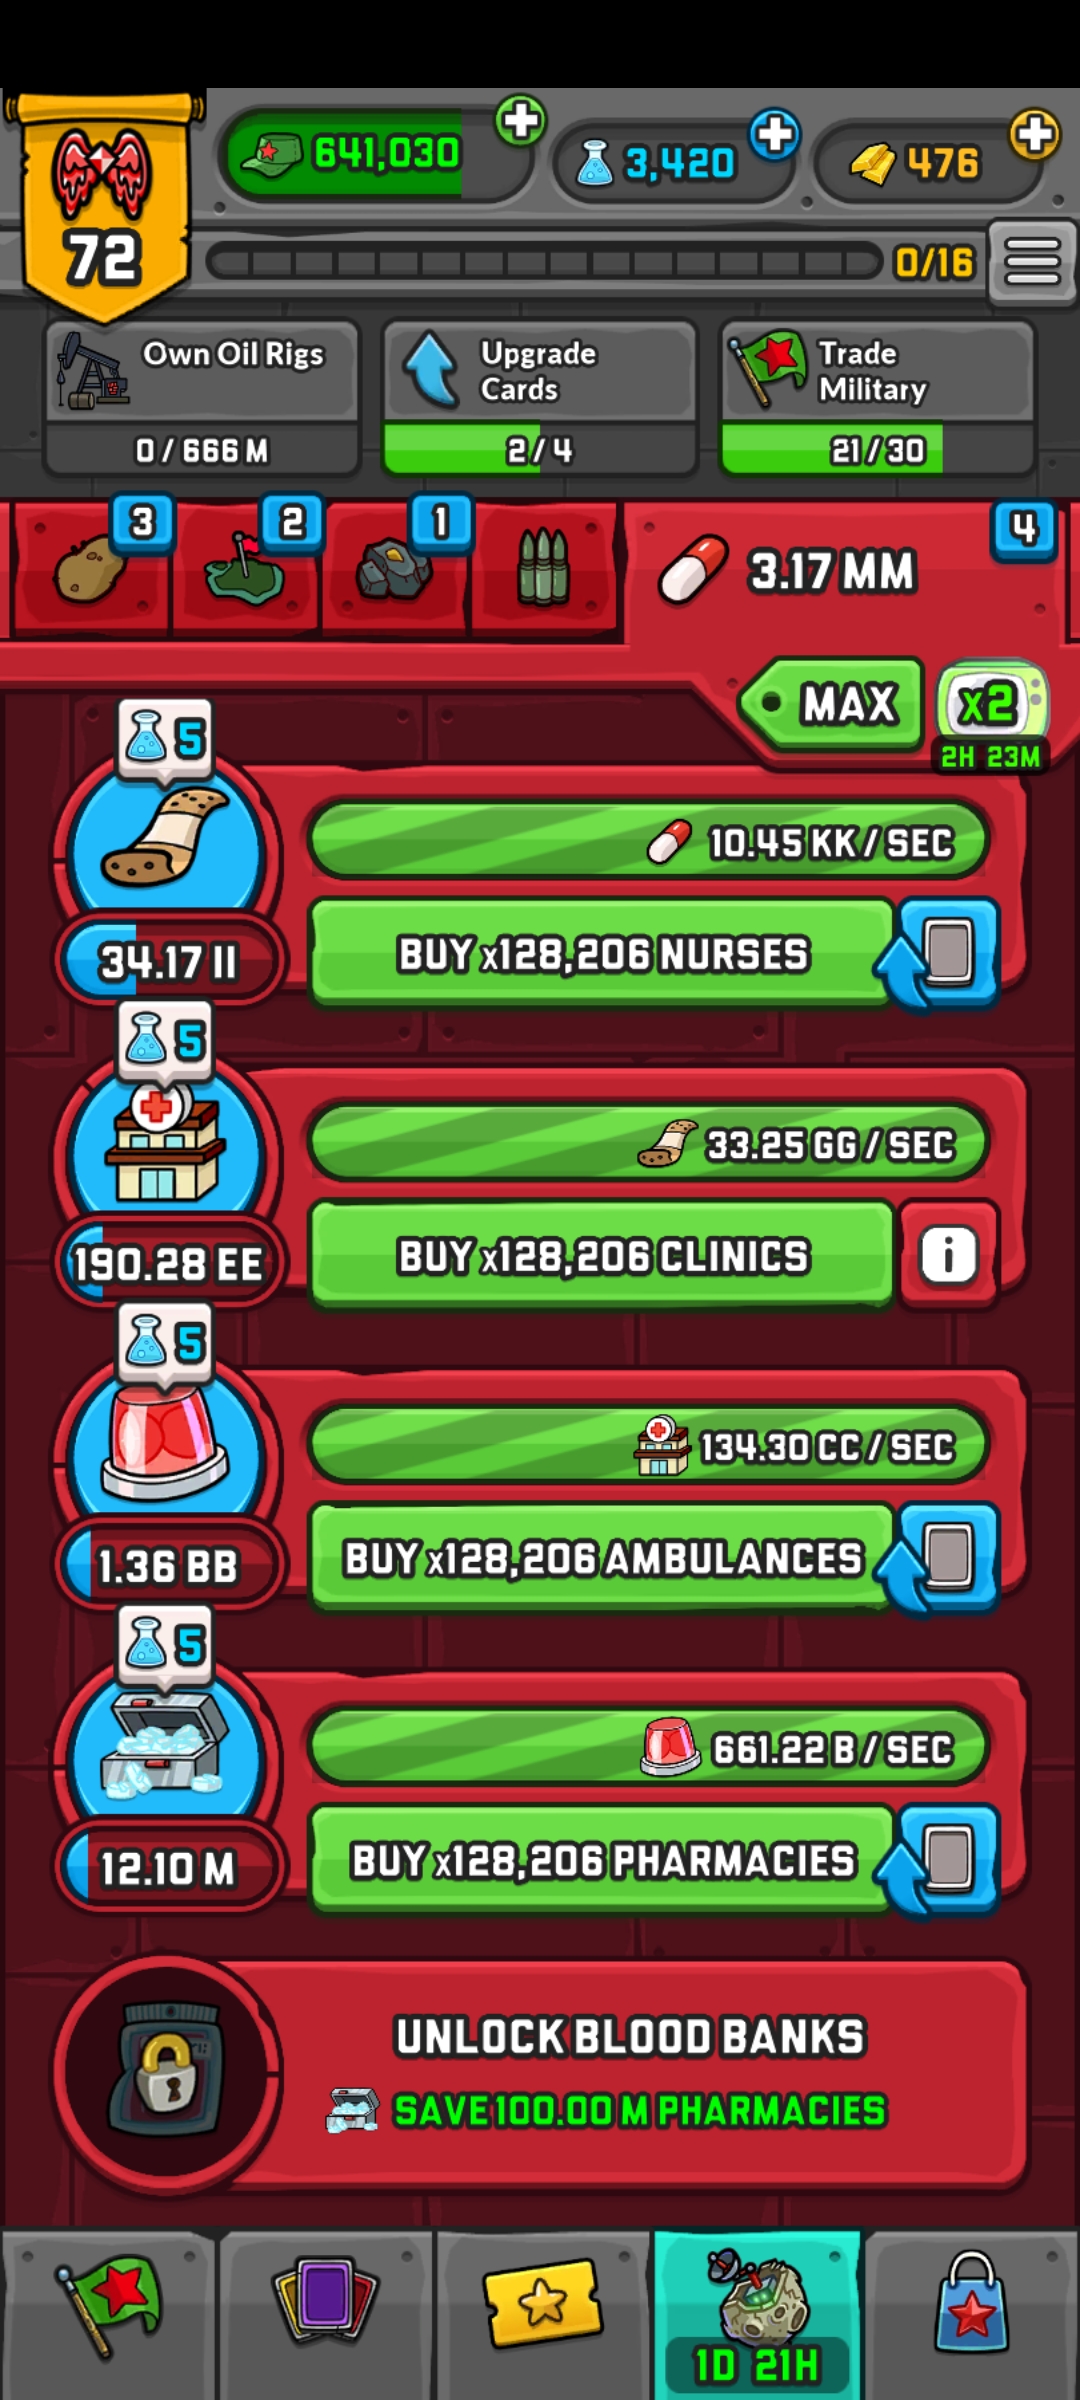 641,030
3,420
476
72
0/16
Own Oil Rigs
0 / 666 M
Upgrade
Cards
2 / 4
Trade
Military
21 / 30
3
2
1
3.17 MM
4
MAX
x2
2H 23M
5
10.45 KK / SEC
34.17 II
BUY x128,206 NURSES
5
33.25 GG / SEC
190.28 EE
BUY x128,206 CLINICS
i
5
134.30 CC / SEC
1.36 BB
BUY x128,206 AMBULANCES
5
661.22 B / SEC
12.10 M
BUY x128,206 PHARMACIES
UNLOCK BLOOD BANKS
SAVE 100.00 M PHARMACIES
1D 21H